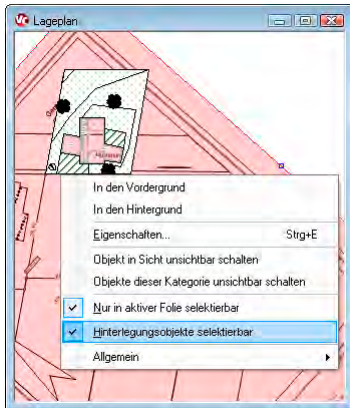 Lageplan
In den Vordergrund
In den Hintergrund
Eigenschaften... Strg+E
Objekt in Sicht unsichtbar schalten
Objekte dieser Kategorie unsichtbar schalten
Nur in aktiver Folie selektierbar
Hinterlegungsobjekte selektierbar
Allgemein